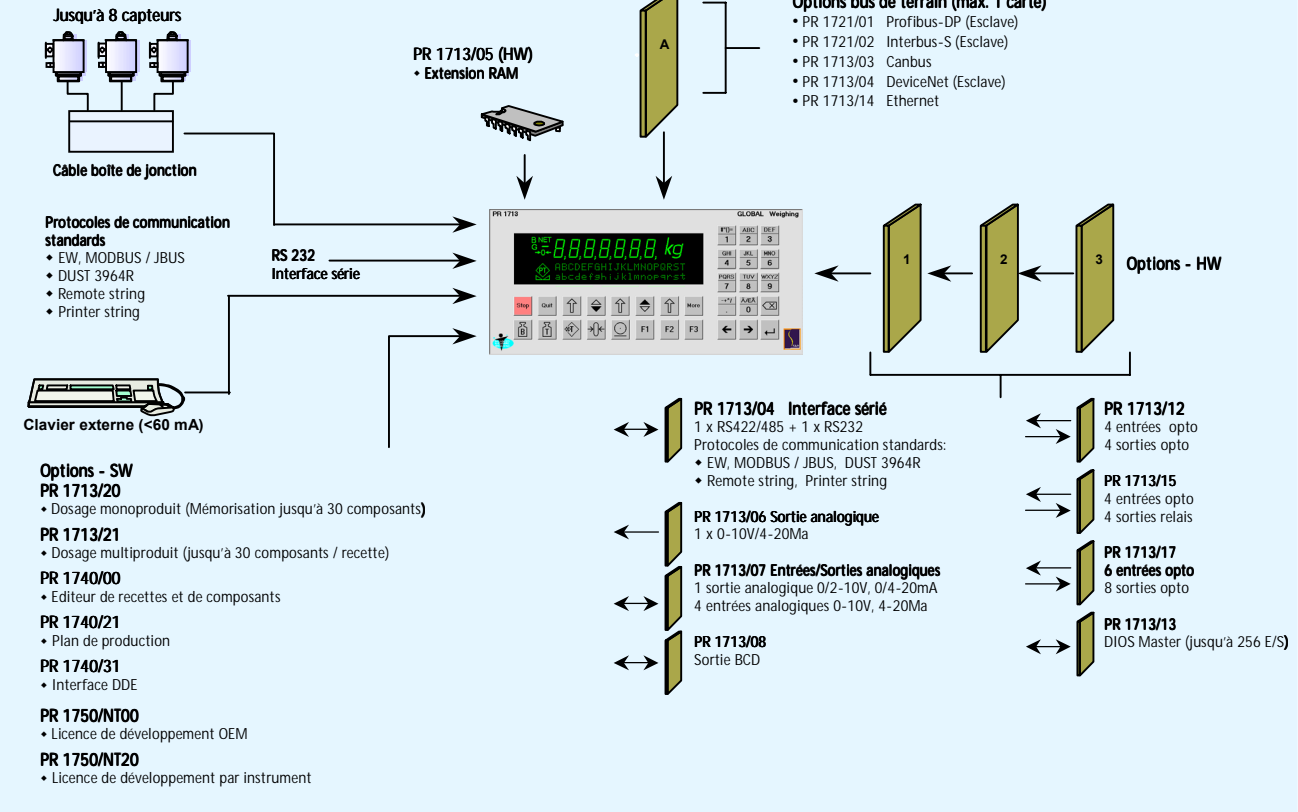 Jusqu'à 8 capteurs
Câble boîte de jonction
PR 1713/05 (HW)
Extension RAM
A
Options bus de terrain (max. 1 carte)
• PR 1721/01 Profibus-DP (Esclave)
• PR 1721/02 Interbus-S (Esclave)
• PR 1713/03 Canbus
• PR 1713/04 DeviceNet (Esclave)
• PR 1713/14 Ethernet
Protocoles de communication
standards
EW, MODBUS / JBUS
DUST 3964R
Remote string
Printer string
RS 232
Interface série
Clavier externe (<60 mA)
PR 1713
GLOBAL Weighing
B NET
G
8.8.8.8.8.8.8. kg
PT
ABCDEFGHIJKLMNOPQRST
abcdefghijklmnopqrst
Stop
Quit
More
B
T
F1
F2
F3
1
ABC
2
DEF
3
GHI
4
JKL
5
MNO
6
PQRS
7
TUV
8
WXYZ
9
ÄÆÅ
0
1
2
3
Options - HW
Options - SW
PR 1713/20
Dosage monoproduit (Mémorisation jusqu'à 30 composants)
PR 1713/21
Dosage multiproduit (jusqu'à 30 composants / recette)
PR 1740/00
Editeur de recettes et de composants
PR 1740/21
Plan de production
PR 1740/31
Interface DDE
PR 1750/NT00
Licence de développement OEM
PR 1750/NT20
Licence de développement par instrument
PR 1713/04 Interface sérié
1 x RS422/485 + 1 x RS232
Protocoles de communication standards:
EW, MODBUS / JBUS, DUST 3964R
Remote string, Printer string
PR 1713/06 Sortie analogique
1 x 0-10V/4-20Ma
PR 1713/07 Entrées/Sorties analogiques
1 sortie analogique 0/2-10V, 0/4-20mA
4 entrées analogiques 0-10V, 4-20Ma
PR 1713/08
Sortie BCD
PR 1713/12
4 entrées opto
4 sorties opto
PR 1713/15
4 entrées opto
4 sorties relais
PR 1713/17
6 entrées opto
8 sorties opto
PR 1713/13
DIOS Master (jusqu'à 256 E/S)